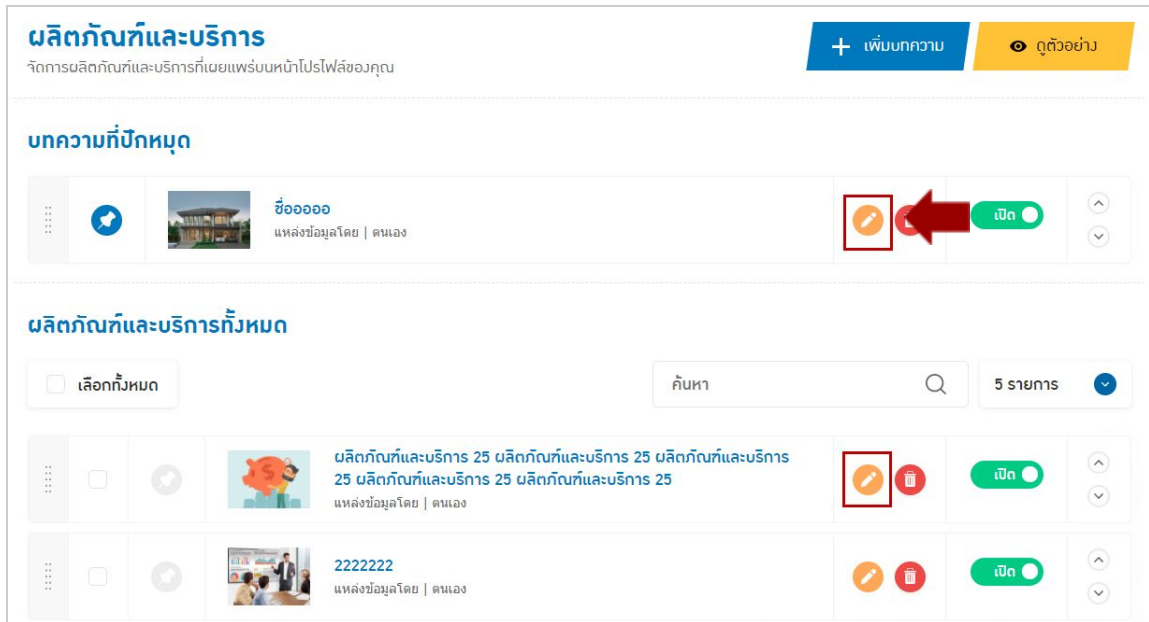 ผลิตภัณฑ์และบริการ
จัดการผลิตภัณฑ์และบริการที่เผยแพร่บนหน้าโปรไฟล์ของคุณ
เพิ่มบทความ
ดูตัวอย่าง
บทความที่ปักหมุด
ชื่อออออ
แหล่งข้อมูลโดย | ตนเอง
เปิด
ผลิตภัณฑ์และบริการทั้งหมด
เลือกทั้งหมด
ค้นหา
5 รายการ
ผลิตภัณฑ์และบริการ 25 ผลิตภัณฑ์และบริการ 25 ผลิตภัณฑ์และบริการ
25 ผลิตภัณฑ์และบริการ 25 ผลิตภัณฑ์และบริการ 25
แหล่งข้อมูลโดย | ตนเอง
เปิด
2222222
แหล่งข้อมูลโดย | ตนเอง
เปิด